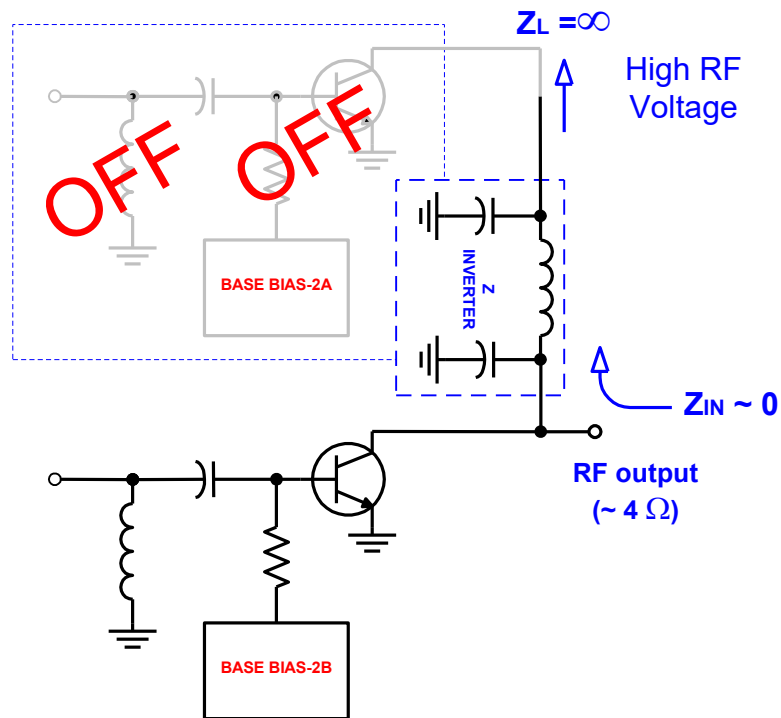 ZL =∞
High RF
Voltage
OFF
OFF
BASE BIAS-2A
Z
INVERTER
ZIN ~ 0
RF output
(~ 4 Ω)
BASE BIAS-2B